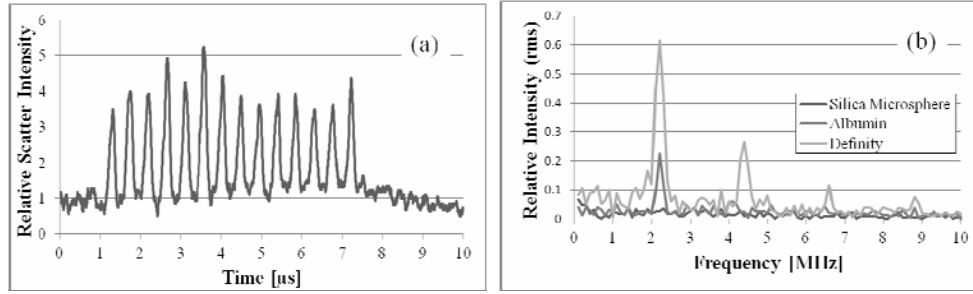 (a)
Relative Scatter Intensity
6
5
4
3
2
1
0
0 1 2 3 4 5 6 7 8 9 10
Time [µs]
(b)
Relative Intensity (rms)
0.7
0.6
0.5
0.4
0.3
0.2
0.1
0
Silica Microsphere
Albumin
Definity
0 1 2 3 4 5 6 7 8 9 10
Frequency [MHz]